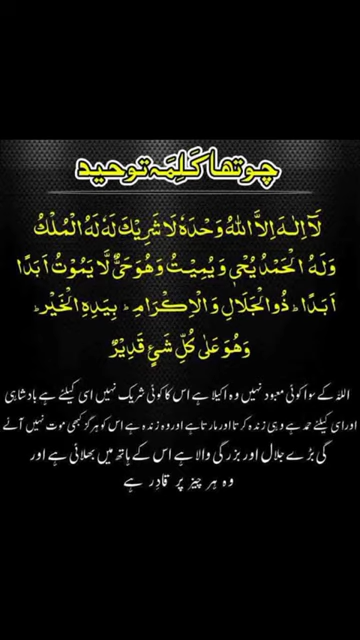 چوتھا کَلِمَہ توحید
لَآ اِلٰـهَ اِلَّا اللهُ وَحْدَهٗ لَا شَرِيْكَ لَهٗ لَهُ الْمُلْكُ
وَلَهُ الْحَمْدُ يُحْىٖ وَ يُمِيْتُ وَهُوَ حَىٌّ لَّا يَمُوْتُ اَبَدًا
اَبَدًاؕ ذُو الْجَلَالِ وَالْاِكْرَامِؕ بِيَدِهِ الْخَيْرُؕ
وَهُوَ عَلٰى كُلِّ شَیْءٍ قَدِيْرٌ
اللہ کے سوا کوئی معبود نہیں وہ اکیلا ہے اس کا کوئی شریک نہیں اسی کیلئے ہے بادشاہی
اور اسی کیلئے حمد ہے وہی زندہ کرتا اور مارتا ہے اور وہ زندہ ہے اس کو ہرگز کبھی موت نہیں آئے
گی بڑے جلال اور بزرگی والا ہے اس کے ہاتھ میں بھلائی ہے اور
وہ ہر چیز پر قادر ہے